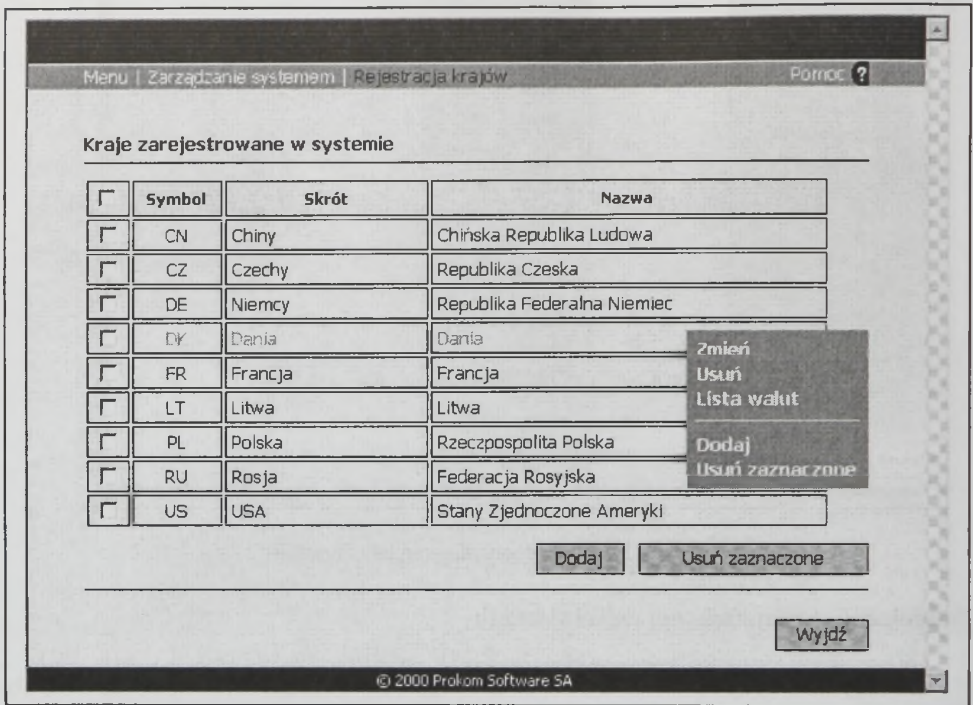 Menu | Zarządzanie systemem | Rejestracja krajów Pomoc ?
Kraje zarejestrowane w systemie
Symbol Skrót Nazwa
CN Chiny Chińska Republika Ludowa
CZ Czechy Republika Czeska
DE Niemcy Republika Federalna Niemiec
DK Dania Dania
FR Francja Francja
LT Litwa Litwa
PL Polska Rzeczpospolita Polska
RU Rosja Federacja Rosyjska
US USA Stany Zjednoczone Ameryki
Zmień
Usuń
Lista walut
Dodaj
Usuń zaznaczone
Dodaj Usuń zaznaczone
Wyjdź
© 2000 Prokom Software SA